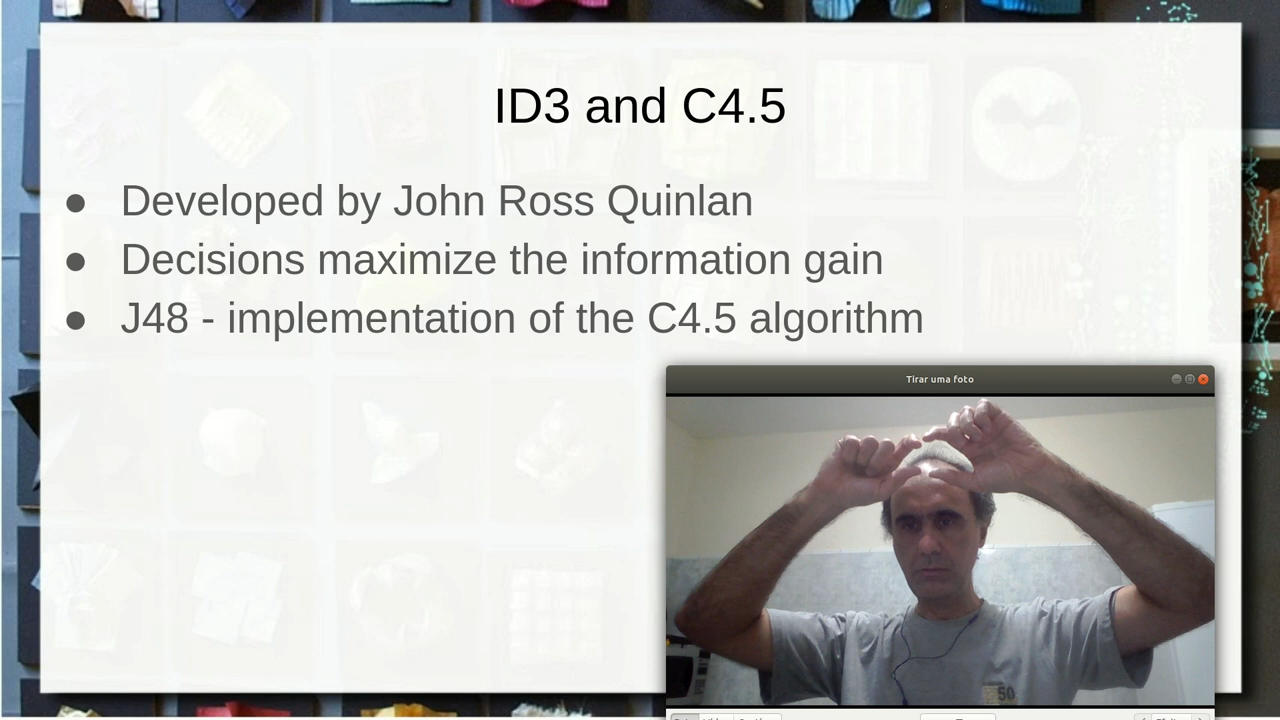 ID3 and C4.5
● Developed by John Ross Quinlan
● Decisions maximize the information gain
● J48 - implementation of the C4.5 algorithm
Tirar uma foto
50